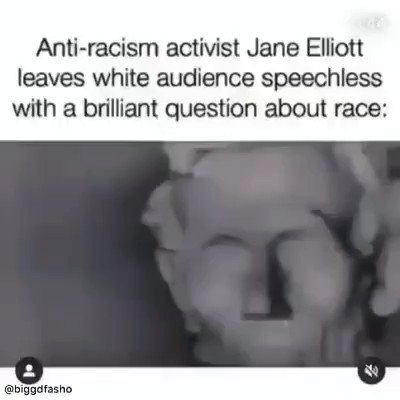 Anti-racism activist Jane Elliott
leaves white audience speechless
with a brilliant question about race:
@biggdfasho